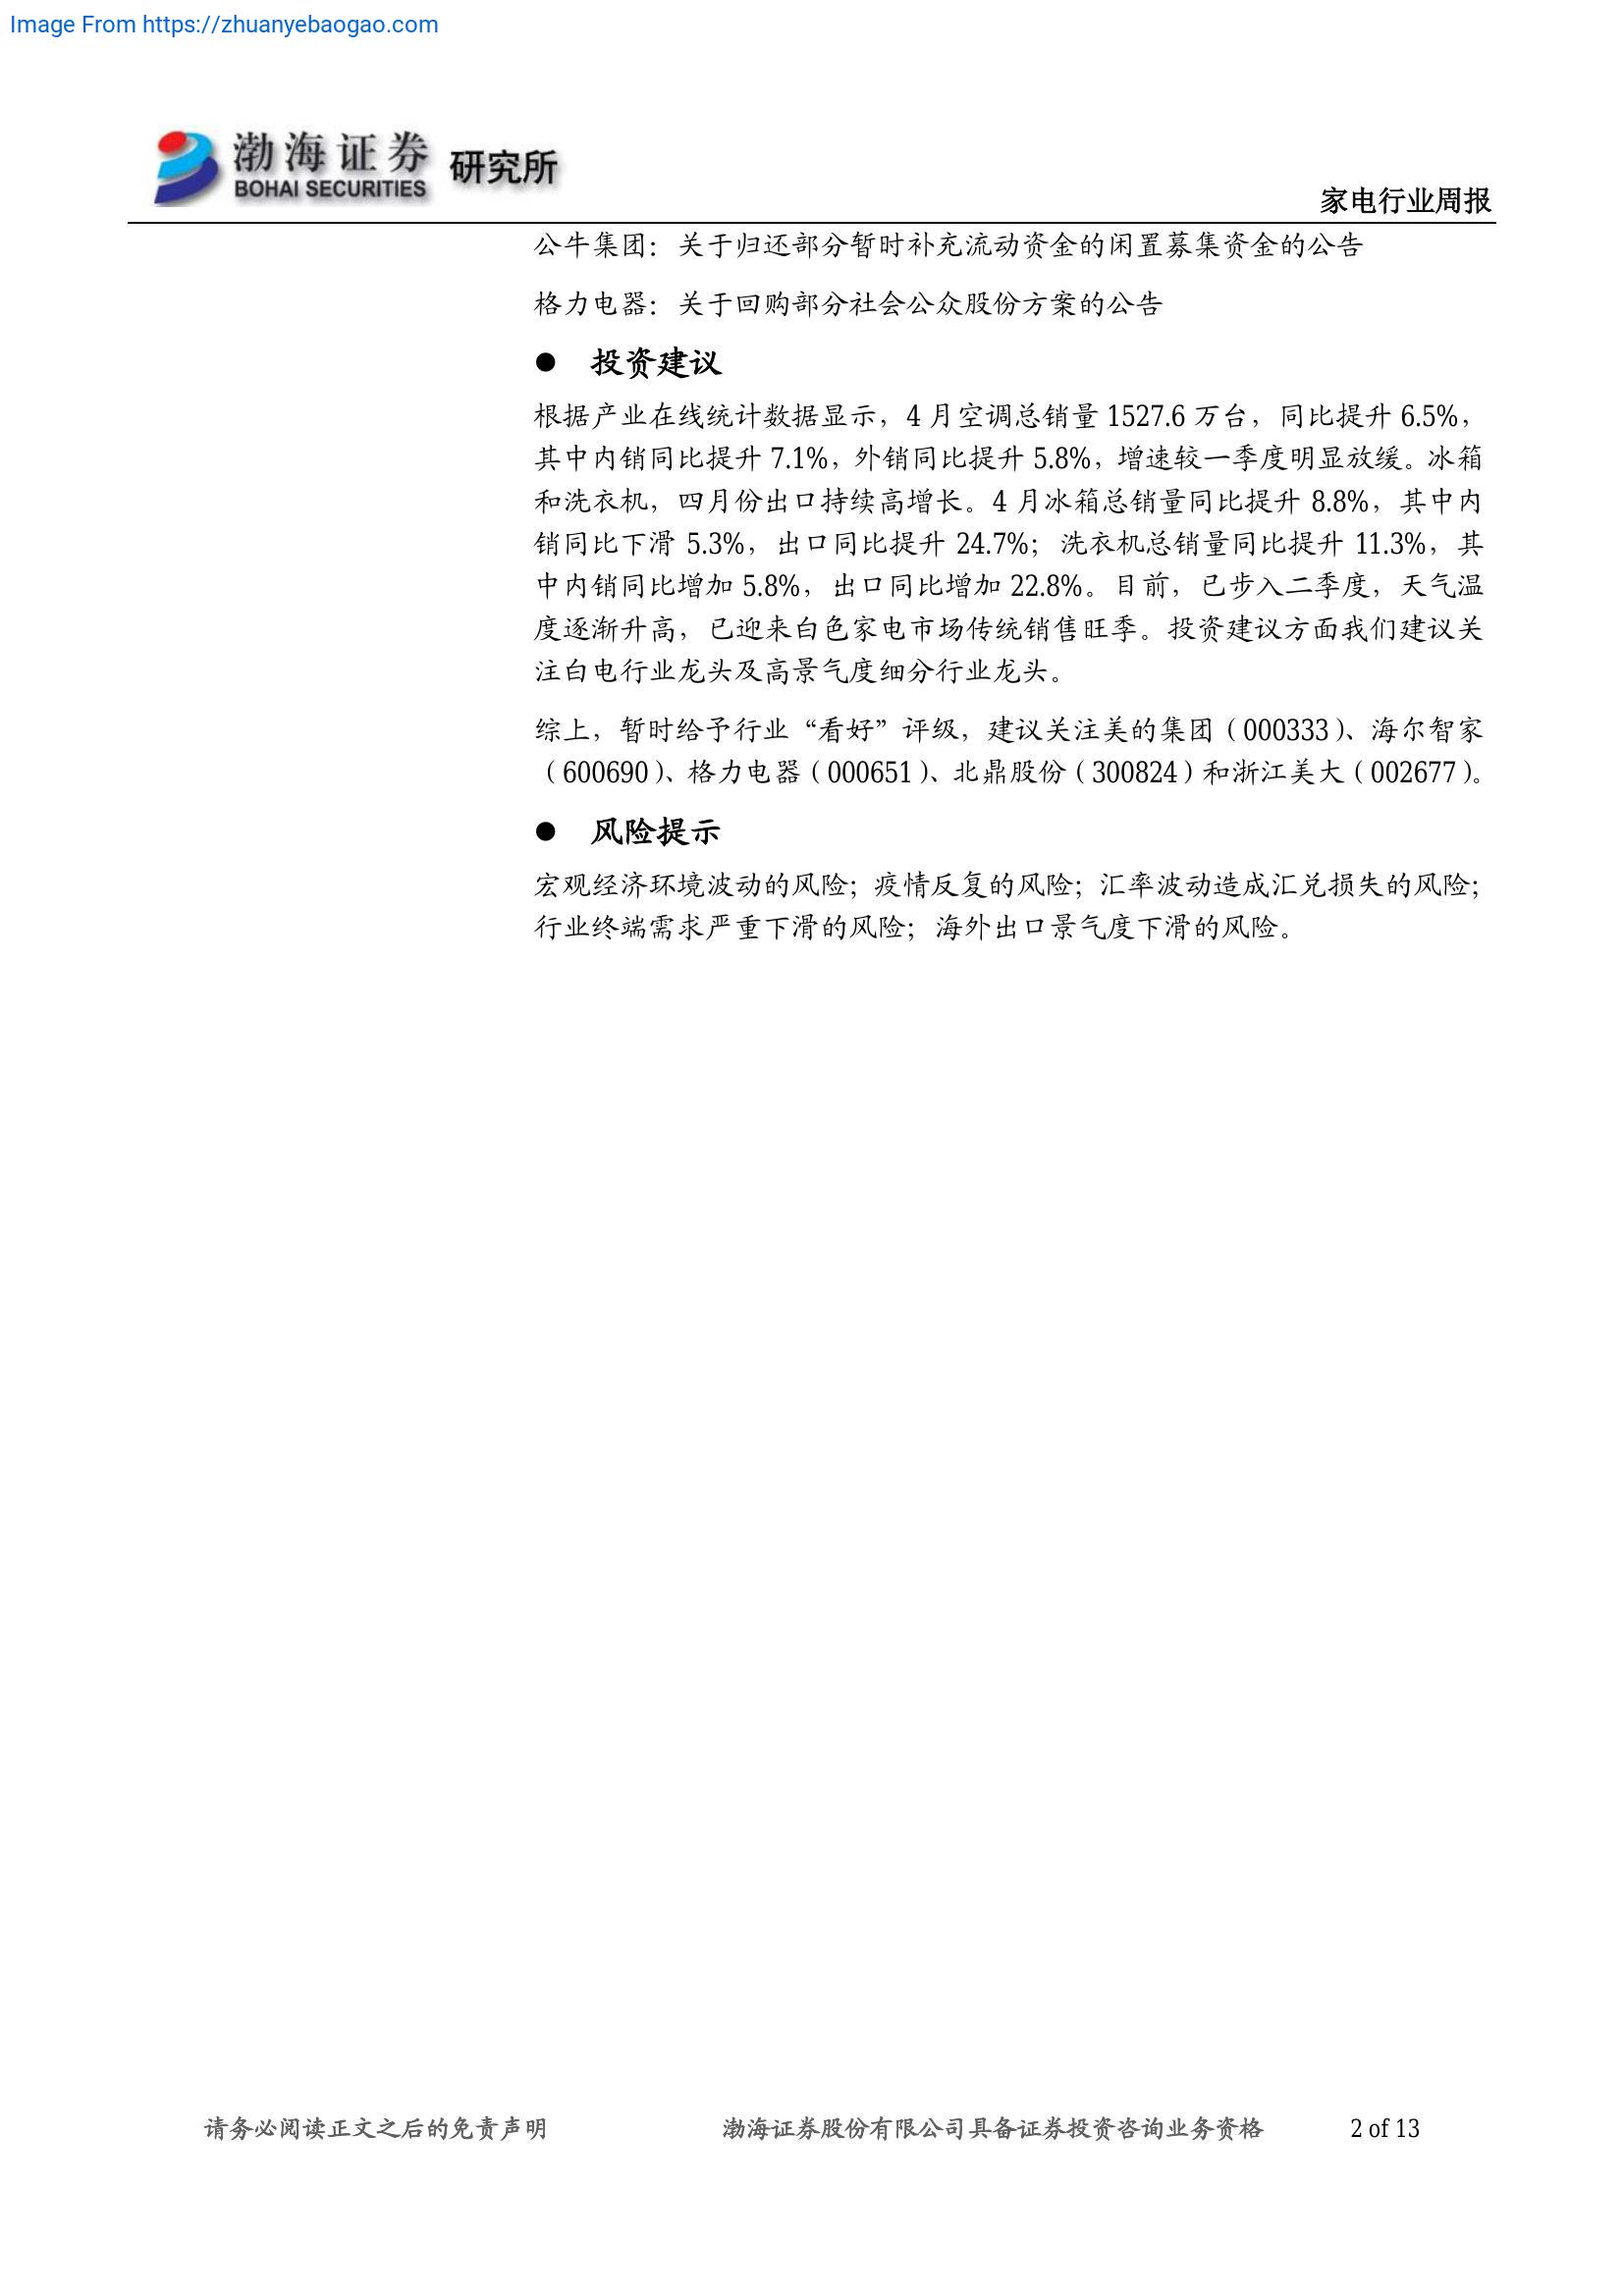 Image From https://zhuanyebaogao.com
渤海证券
BOHAI SECURITIES
研究所
家电行业周报
公牛集团：关于归还部分暂时补充流动资金的闲置募集资金的公告
格力电器：关于回购部分社会公众股份方案的公告
● 投资建议
根据产业在线统计数据显示，4 月空调总销量 1527.6 万台，同比提升 6.5%，
其中内销同比提升 7.1%，外销同比提升 5.8%，增速较一季度明显放缓。冰箱
和洗衣机，四月份出口持续高增长。4 月冰箱总销量同比提升 8.8%，其中内
销同比下滑 5.3%，出口同比提升 24.7%；洗衣机总销量同比提升 11.3%，其
中内销同比增加 5.8%，出口同比增加 22.8%。目前，已步入二季度，天气温
度逐渐升高，已迎来白色家电市场传统销售旺季。投资建议方面我们建议关
注白电行业龙头及高景气度细分行业龙头。
综上，暂时给予行业“看好”评级，建议关注美的集团（000333）、海尔智家
（600690）、格力电器（000651）、北鼎股份（300824）和浙江美大（002677）。
● 风险提示
宏观经济环境波动的风险；疫情反复的风险；汇率波动造成汇兑损失的风险；
行业终端需求严重下滑的风险；海外出口景气度下滑的风险。
请务必阅读正文之后的免责声明
渤海证券股份有限公司具备证券投资咨询业务资格
2 of 13